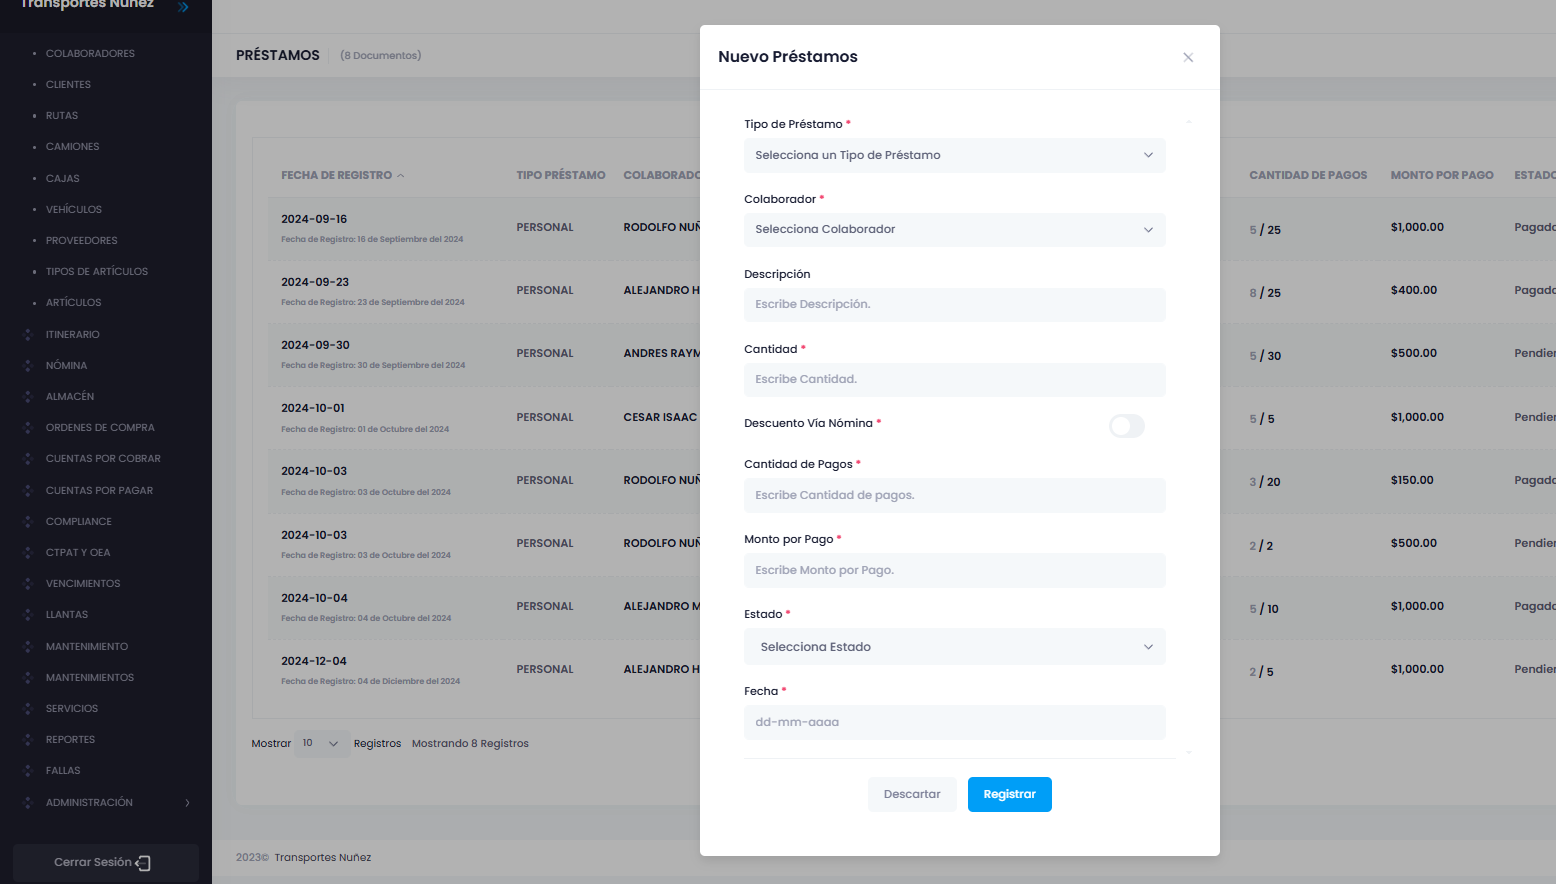 Transportes Nuñez
COLABORADORES
CLIENTES
RUTAS
CAMIONES
CAJAS
VEHÍCULOS
PROVEEDORES
TIPOS DE ARTÍCULOS
ARTÍCULOS
ITINERARIO
NÓMINA
ALMACÉN
ORDENES DE COMPRA
CUENTAS POR COBRAR
CUENTAS POR PAGAR
COMPLIANCE
CTPAT Y OEA
VENCIMIENTOS
LLANTAS
MANTENIMIENTO
MANTENIMIENTOS
SERVICIOS
REPORTES
FALLAS
ADMINISTRACIÓN
Cerrar Sesión
PRÉSTAMOS (8 Documentos)
FECHA DE REGISTRO TIPO PRÉSTAMO COLABORADO CANTIDAD DE PAGOS MONTO POR PAGO ESTADO
2024-09-16
Fecha de Registro: 16 de Septiembre del 2024
PERSONAL RODOLFO NUÑ 5 / 25 $1,000.00 Pagado
2024-09-23
Fecha de Registro: 23 de Septiembre del 2024
PERSONAL ALEJANDRO H 8 / 25 $400.00 Pagado
2024-09-30
Fecha de Registro: 30 de Septiembre del 2024
PERSONAL ANDRES RAYM 5 / 30 $500.00 Pendien
2024-10-01
Fecha de Registro: 01 de Octubre del 2024
PERSONAL CESAR ISAAC 5 / 5 $1,000.00 Pendien
2024-10-03
Fecha de Registro: 03 de Octubre del 2024
PERSONAL RODOLFO NUÑ 3 / 20 $150.00 Pagado
2024-10-03
Fecha de Registro: 03 de Octubre del 2024
PERSONAL RODOLFO NUÑ 2 / 2 $500.00 Pendien
2024-10-04
Fecha de Registro: 04 de Octubre del 2024
PERSONAL ALEJANDRO M 5 / 10 $1,000.00 Pagado
2024-12-04
Fecha de Registro: 04 de Diciembre del 2024
PERSONAL ALEJANDRO H 2 / 5 $1,000.00 Pendien
Mostrar 10 Registros Mostrando 8 Registros
2023© Transportes Nuñez
Nuevo Préstamos
Tipo de Préstamo *
Selecciona un Tipo de Préstamo
Colaborador *
Selecciona Colaborador
Descripción
Escribe Descripción.
Cantidad *
Escribe Cantidad.
Descuento Vía Nómina *
Cantidad de Pagos *
Escribe Cantidad de pagos.
Monto por Pago *
Escribe Monto por Pago.
Estado *
Selecciona Estado
Fecha *
dd-mm-aaaa
Descartar Registrar